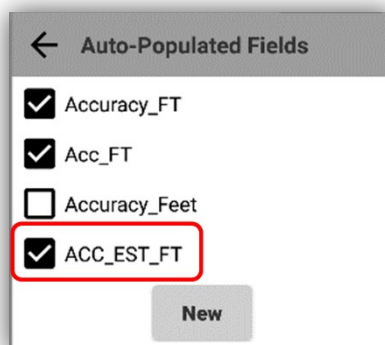 Auto-Populated Fields
Accuracy_FT
Acc_FT
Accuracy_Feet
ACC_EST_FT
New